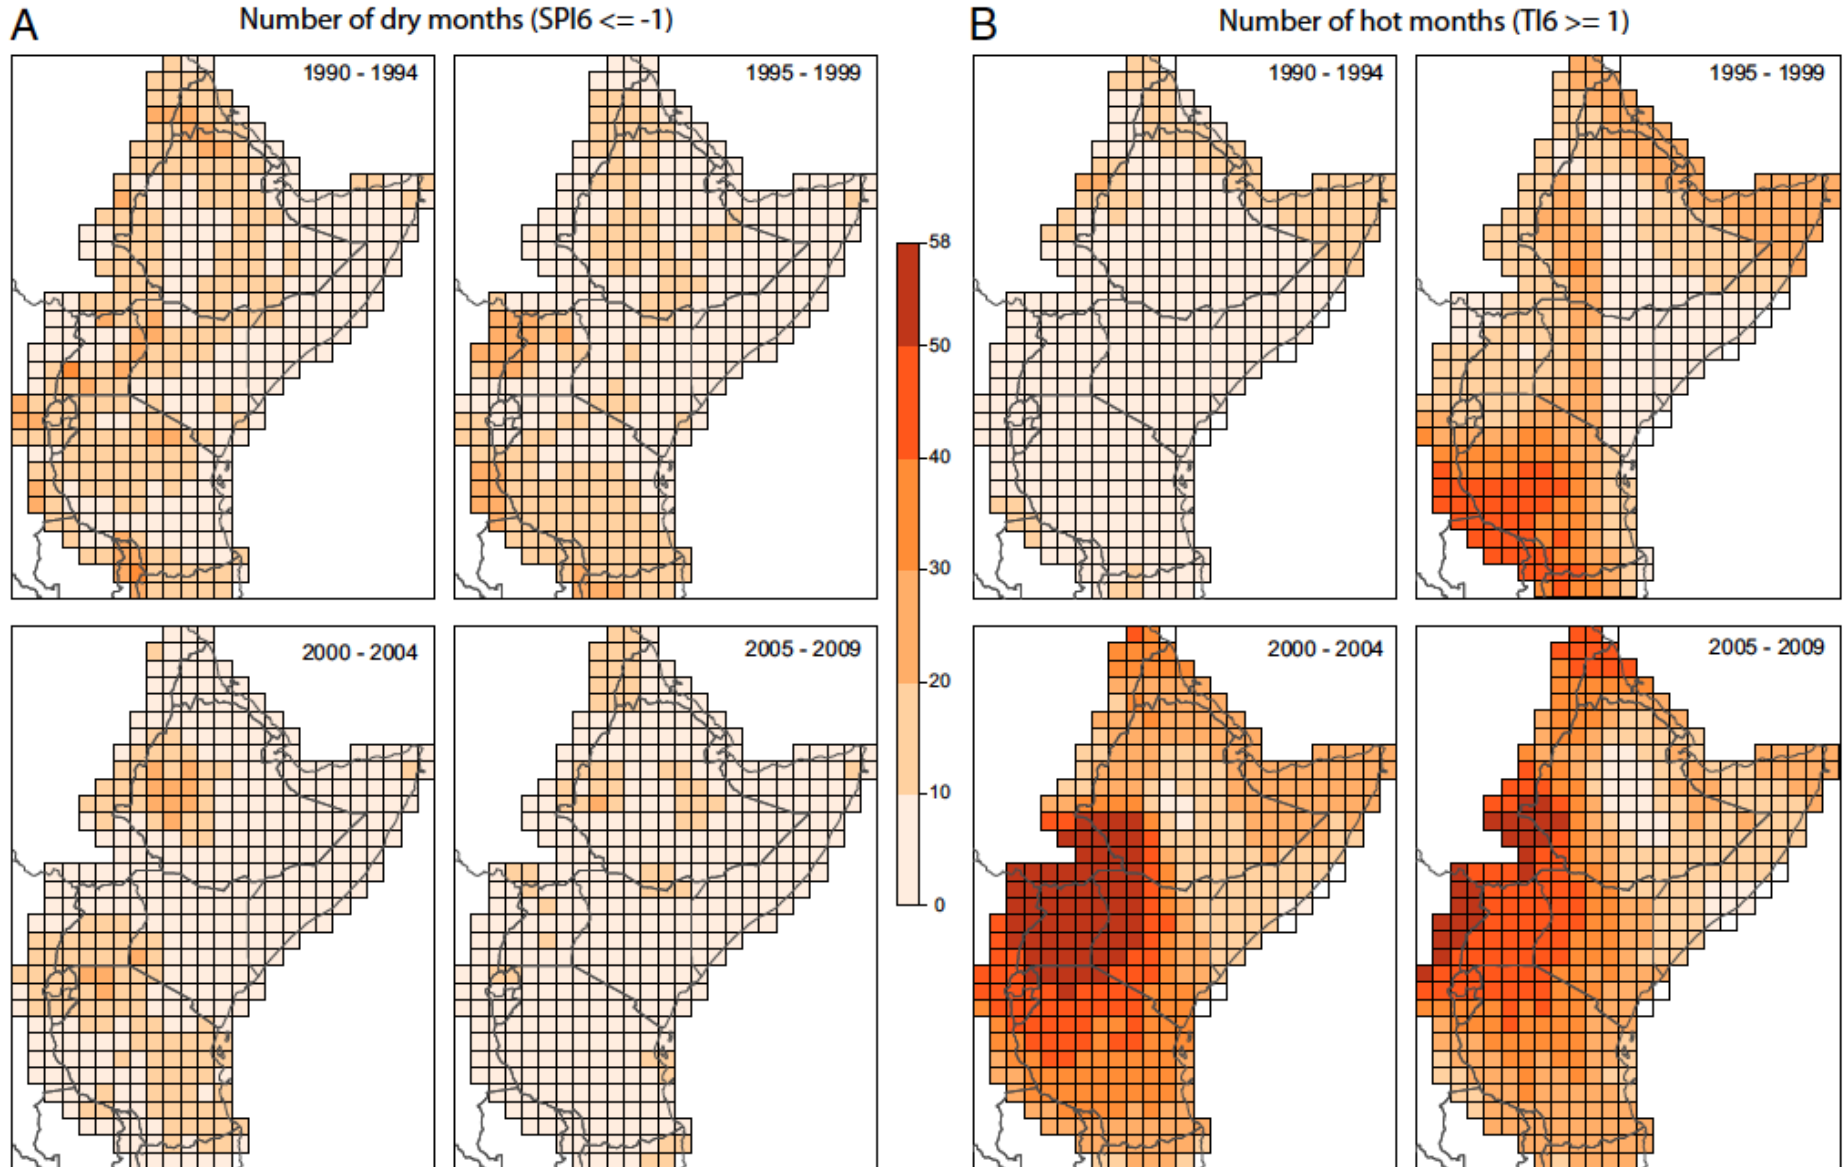 A
Number of dry months (SPI6 <= -1)
B
Number of hot months (TI6 >= 1)
1990 - 1994
1995 - 1999
1990 - 1994
1995 - 1999
58
50
40
30
20
10
0
2000 - 2004
2005 - 2009
2000 - 2004
2005 - 2009